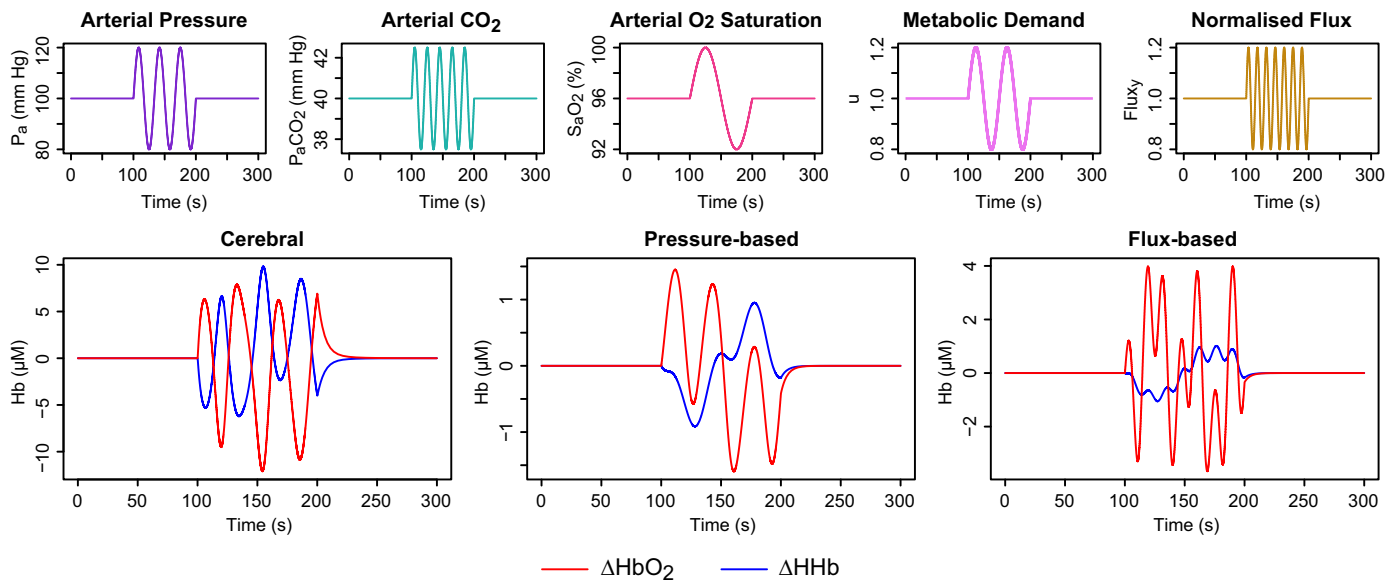 Arterial Pressure
Arterial CO2
Arterial O2 Saturation
Metabolic Demand
Normalised Flux
Pa (mm Hg)
80 100 120
0 100 200 300
Time (s)
PaCO2 (mm Hg)
38 40 42
0 100 200 300
Time (s)
SaO2 (m%)
92 96 100
0 100 200 300
Time (s)
u
0.8 1.0 1.2
0 100 200 300
Time (s)
Fluxy
0.8 1.0 1.2
0 100 200 300
Time (s)
Cerebral
Hb (μM)
−10 −5 0 5 10
0 50 100 150 200 250 300
Time (s)
Pressure-based
Hb (μM)
−1 0 1
0 50 100 150 200 250 300
Time (s)
Flux-based
Hb (μM)
−2 0 2 4
0 50 100 150 200 250 300
Time (s)
ΔHbO2
ΔHHb